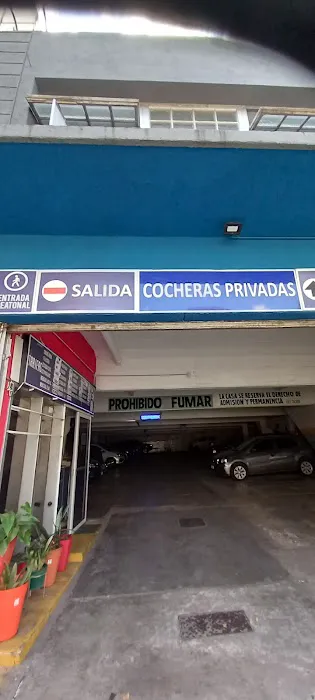 ENTRADA
PEATONAL
SALIDA
COCHERAS PRIVADAS
PROHIBIDO FUMAR
LA CASA SE RESERVA EL DERECHO DE
ADMISION Y PERMANENCIA